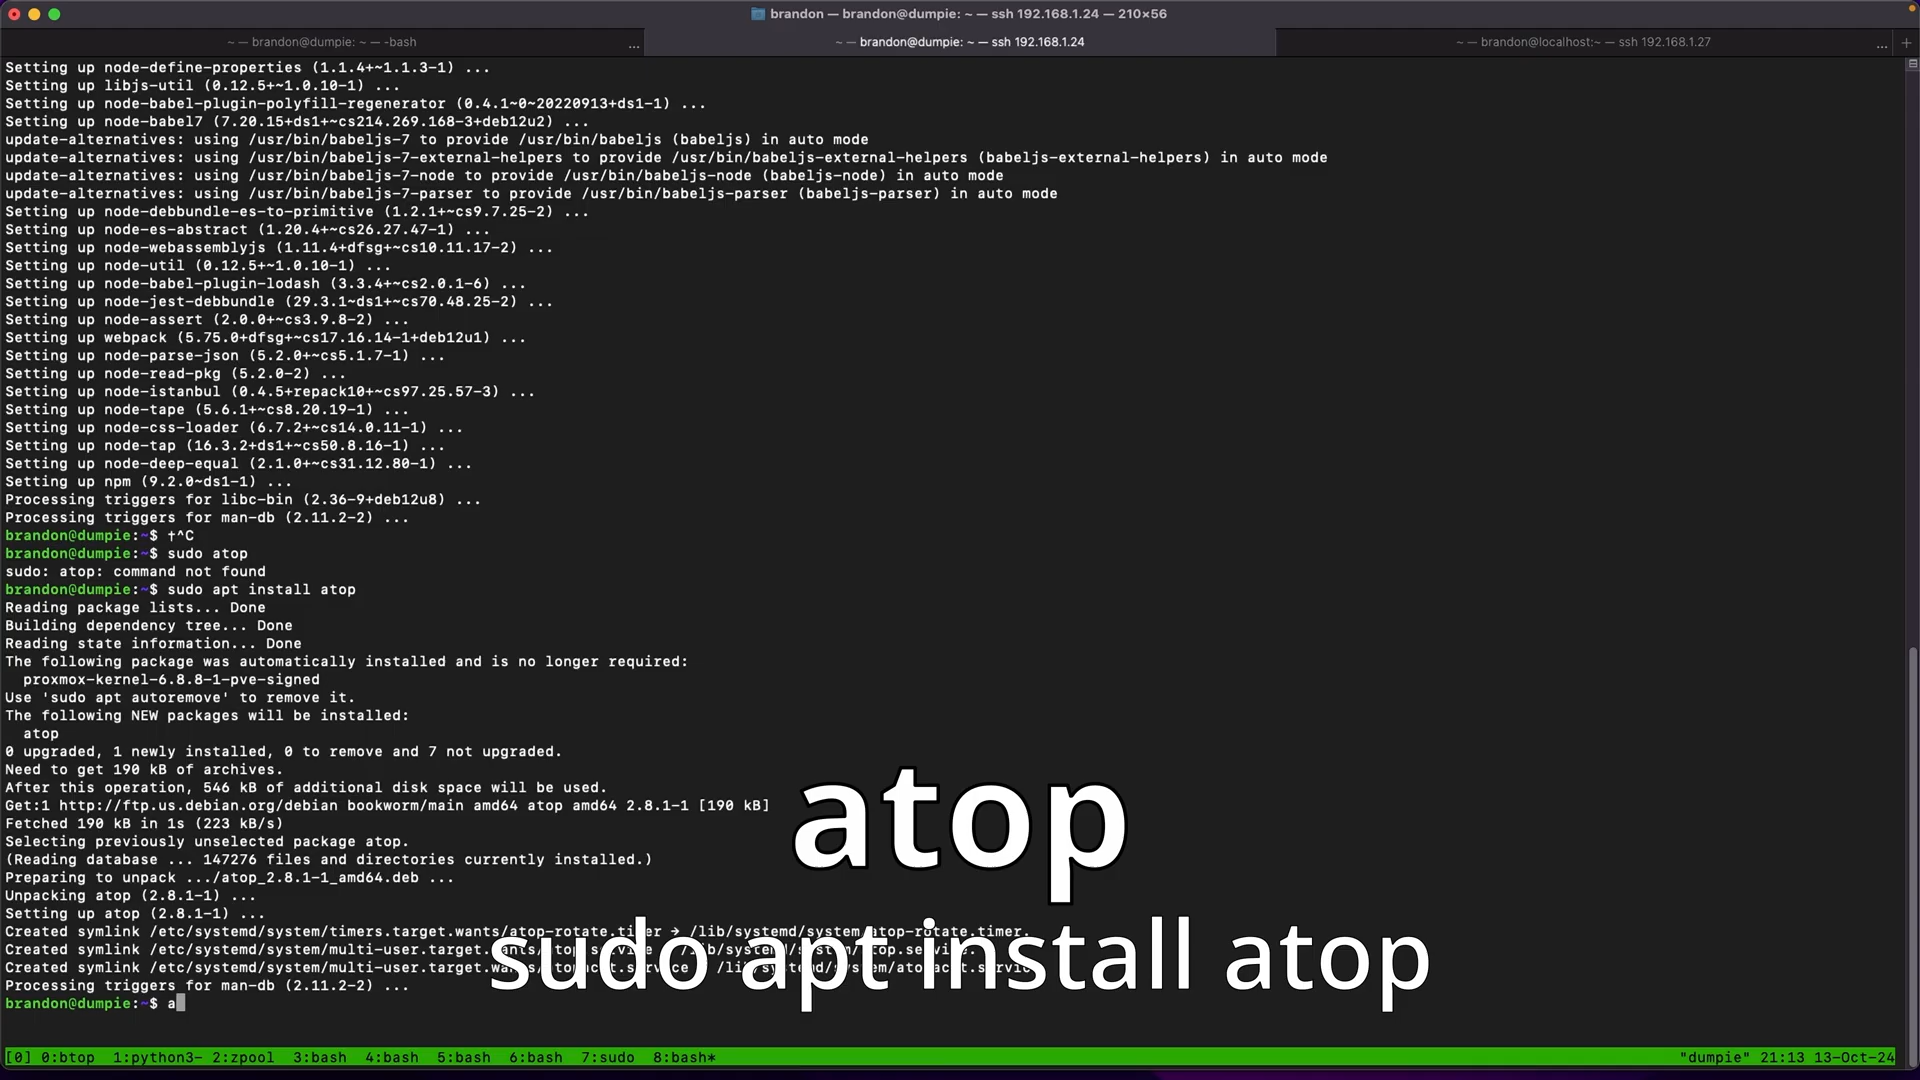 brandon — brandon@dumpie: ~ — ssh 192.168.1.24 — 210×56
~ — brandon@dumpie: ~ — -bash ... ~ — brandon@dumpie: ~ — ssh 192.168.1.24 ~ — brandon@localhost:~ — ssh 192.168.1.27 ... +
Setting up node-define-properties (1.1.4+~1.1.3-1) ...
Setting up libjs-util (0.12.5+~1.0.10-1) ...
Setting up node-babel-plugin-polyfill-regenerator (0.4.1~0~20220913+ds1-1) ...
Setting up node-babel7 (7.20.15+ds1+~cs214.269.168-3+deb12u2) ...
update-alternatives: using /usr/bin/babeljs-7 to provide /usr/bin/babeljs (babeljs) in auto mode
update-alternatives: using /usr/bin/babeljs-7-external-helpers to provide /usr/bin/babeljs-external-helpers (babeljs-external-helpers) in auto mode
update-alternatives: using /usr/bin/babeljs-7-node to provide /usr/bin/babeljs-node (babeljs-node) in auto mode
update-alternatives: using /usr/bin/babeljs-7-parser to provide /usr/bin/babeljs-parser (babeljs-parser) in auto mode
Setting up node-debbundle-es-to-primitive (1.2.1+~cs9.7.25-2) ...
Setting up node-es-abstract (1.20.4+~cs26.27.47-1) ...
Setting up node-webassemblyjs (1.11.4+dfsg+~cs10.11.17-2) ...
Setting up node-util (0.12.5+~1.0.10-1) ...
Setting up node-babel-plugin-lodash (3.3.4+~cs2.0.1-6) ...
Setting up node-jest-debbundle (29.3.1~ds1+~cs70.48.25-2) ...
Setting up node-assert (2.0.0+~cs3.9.8-2) ...
Setting up webpack (5.75.0+dfsg+~cs17.16.14-1+deb12u1) ...
Setting up node-parse-json (5.2.0+~cs5.1.7-1) ...
Setting up node-read-pkg (5.2.0-2) ...
Setting up node-istanbul (0.4.5+repack10+~cs97.25.57-3) ...
Setting up node-tape (5.6.1+~cs8.20.19-1) ...
Setting up node-css-loader (6.7.2+~cs14.0.11-1) ...
Setting up node-tap (16.3.2+ds1+~cs50.8.16-1) ...
Setting up node-deep-equal (2.1.0+~cs31.12.80-1) ...
Setting up npm (9.2.0~ds1-1) ...
Processing triggers for libc-bin (2.36-9+deb12u8) ...
Processing triggers for man-db (2.11.2-2) ...
brandon@dumpie:~$ †^C
brandon@dumpie:~$ sudo atop
sudo: atop: command not found
brandon@dumpie:~$ sudo apt install atop
Reading package lists... Done
Building dependency tree... Done
Reading state information... Done
The following package was automatically installed and is no longer required:
proxmox-kernel-6.8.8-1-pve-signed
Use 'sudo apt autoremove' to remove it.
The following NEW packages will be installed:
atop
0 upgraded, 1 newly installed, 0 to remove and 7 not upgraded.
Need to get 190 kB of archives.
After this operation, 546 kB of additional disk space will be used.
Get:1 http://ftp.us.debian.org/debian bookworm/main amd64 atop amd64 2.8.1-1 [190 kB]
Fetched 190 kB in 1s (223 kB/s)
Selecting previously unselected package atop.
(Reading database ... 147276 files and directories currently installed.)
Preparing to unpack .../atop_2.8.1-1_amd64.deb ...
Unpacking atop (2.8.1-1) ...
Setting up atop (2.8.1-1) ...
Created symlink /etc/systemd/system/timers.target.wants/atop-rotate.timer → /lib/systemd/system/atop-rotate.timer.
Created symlink /etc/systemd/system/multi-user.target.wants/atop.service → /lib/systemd/system/atop.service.
Created symlink /etc/systemd/system/multi-user.target.wants/atopacct.service → /lib/systemd/system/atopacct.service.
Processing triggers for man-db (2.11.2-2) ...
brandon@dumpie:~$ a
atop
sudo apt install atop
[0] 0:btop 1:python3- 2:zpool 3:bash 4:bash 5:bash 6:bash 7:sudo 8:bash* "dumpie" 21:13 13-Oct-24